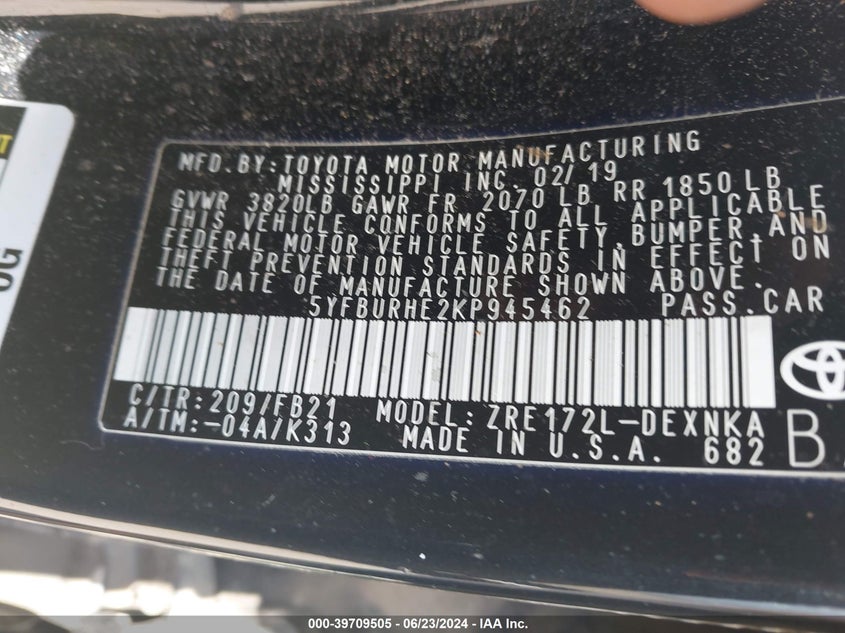 MFD.BY:TOYOTA MOTOR MANUFACTURING
MISSISSIPPI INC. 02/19
GVWR 3820LB GAWR FR 2070 LB RR 1850LB
THIS VEHICLE CONFORMS TO ALL APPLICABLE
FEDERAL MOTOR VEHICLE SAFETY,BUMPER,AND
THEFT PREVENTION STANDARDS IN EFFECT ON
THE DATE OF MANUFACTURE SHOWN ABOVE.
5YFBURHE2KP945462 PASS.CAR
C/TR:209/FB21 MODEL:ZRE172L-DEXNKA
A/TM:-04A/K313 MADE IN U.S.A. 682
000-39709505 - 06/23/2024 - IAA Inc.